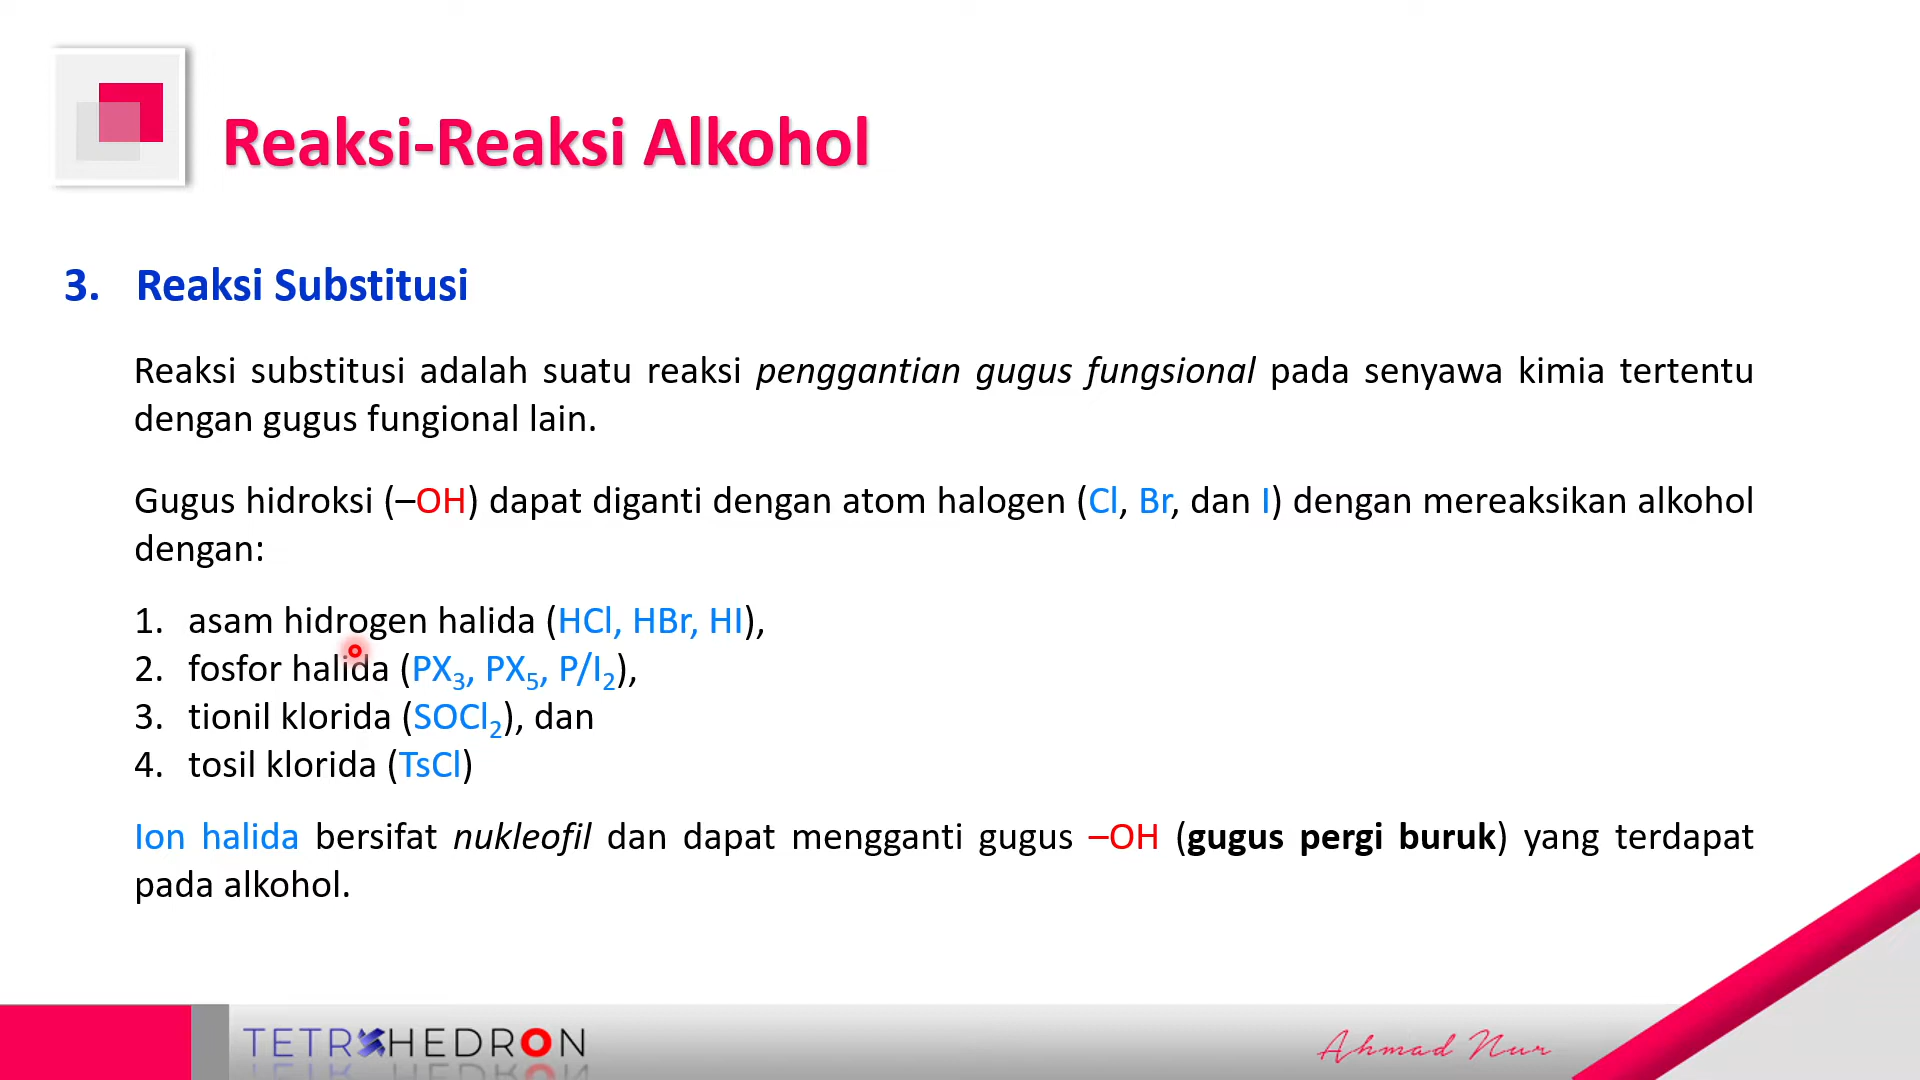 Reaksi-Reaksi Alkohol
3. Reaksi Substitusi
Reaksi substitusi adalah suatu reaksi penggantian gugus fungsional pada senyawa kimia tertentu
dengan gugus fungional lain.
Gugus hidroksi (–OH) dapat diganti dengan atom halogen (Cl, Br, dan I) dengan mereaksikan alkohol
dengan:
1. asam hidrogen halida (HCl, HBr, HI),
2. fosfor halida (PX₃, PX₅, P/I₂),
3. tionil klorida (SOCl₂), dan
4. tosil klorida (TsCl)
Ion halida bersifat nukleofil dan dapat mengganti gugus –OH (gugus pergi buruk) yang terdapat
pada alkohol.
TETRAHEDRON
Ahmad Nur